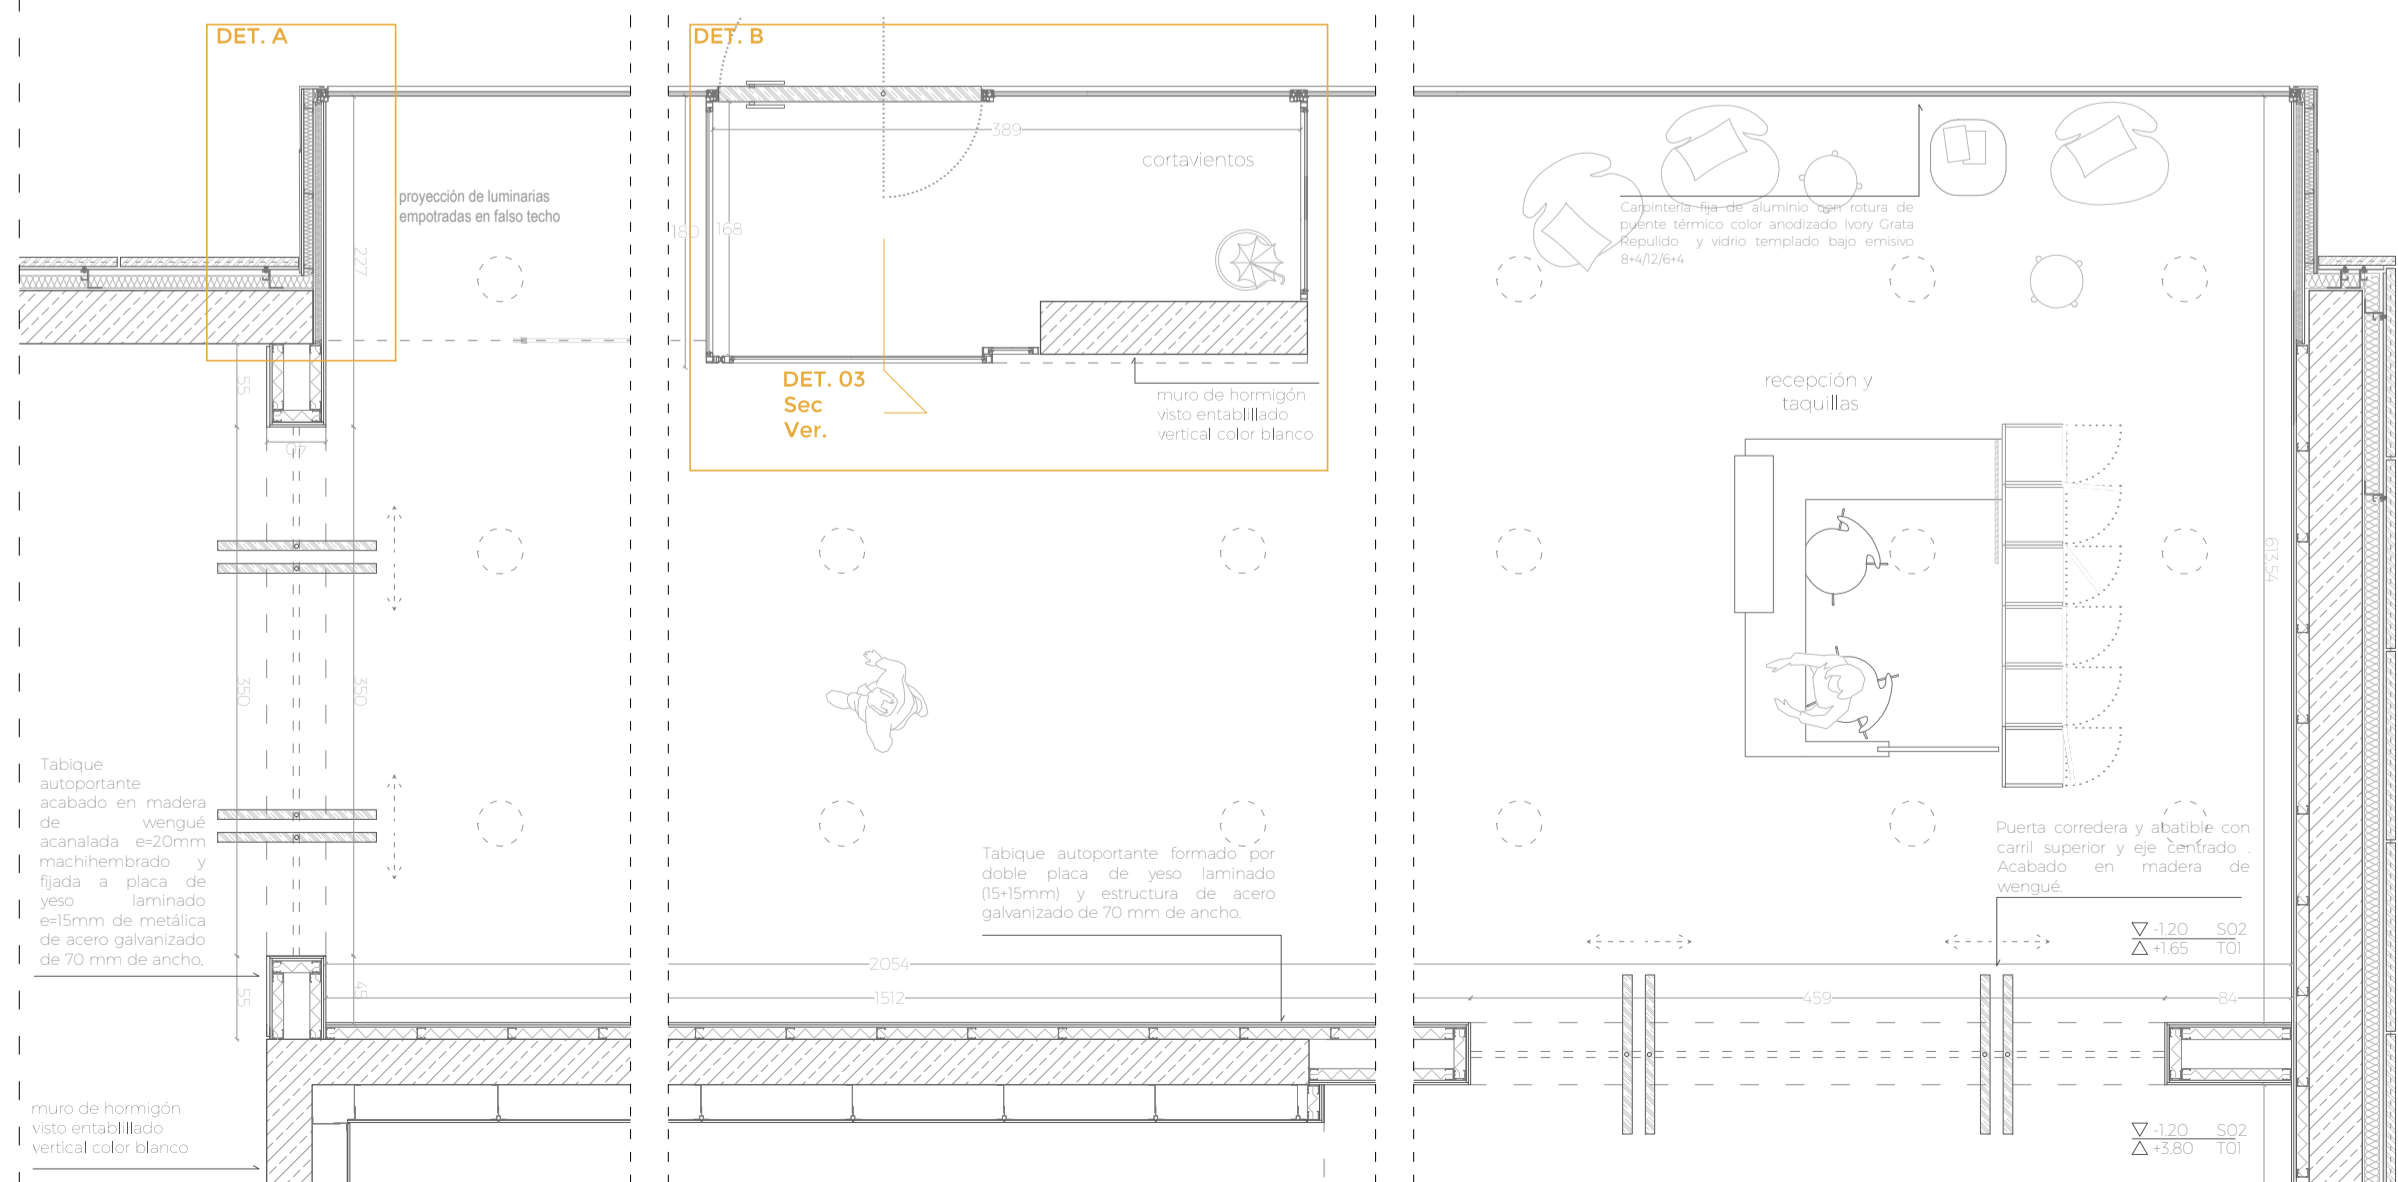 DET. A
DET. B
389
cortavientos
proyección de luminarias
empotradas en falso techo
227
180
168
Carpintería fija de aluminio con rotura de
puente térmico color anodizado Ivory Grata
Repulido y vidrio templado bajo emisivo
8+4/12/6+4
DET. 03
Sec
Ver.
muro de hormigón
visto entablillado
vertical color blanco
recepción y
taquillas
55
40
613,54
350
350
Tabique
autoportante
acabado en madera
de wengué
acanalada e=20mm
machihembrado y
fijada a placa de
yeso laminado
e=15mm de metálica
de acero galvanizado
de 70 mm de ancho.
Tabique autoportante formado por
doble placa de yeso laminado
(15+15mm) y estructura de acero
galvanizado de 70 mm de ancho.
Puerta corredera y abatible con
carril superior y eje centrado .
Acabado en madera de
wengué.
-1.20 S02
+1.65 T01
2054
55
45
1512
459
84
muro de hormigón
visto entablillado
vertical color blanco
-1.20 S02
+3.80 T01